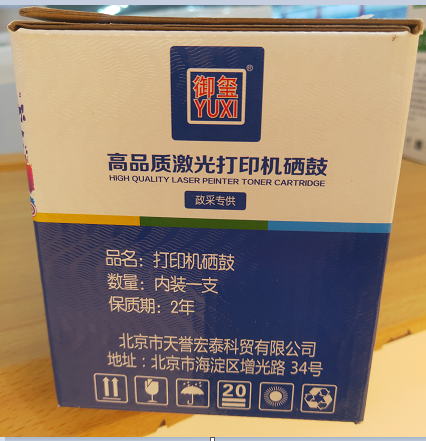 御玺
®
YUXI
高品质激光打印机硒鼓
HIGH QUALITY LASER PEINTER TONER CARTRIDGE
政采专供
品名：打印机硒鼓
数量：内装一支
保质期：2年
北京市天誉宏泰科贸有限公司
地址：北京市海淀区增光路 34号
20